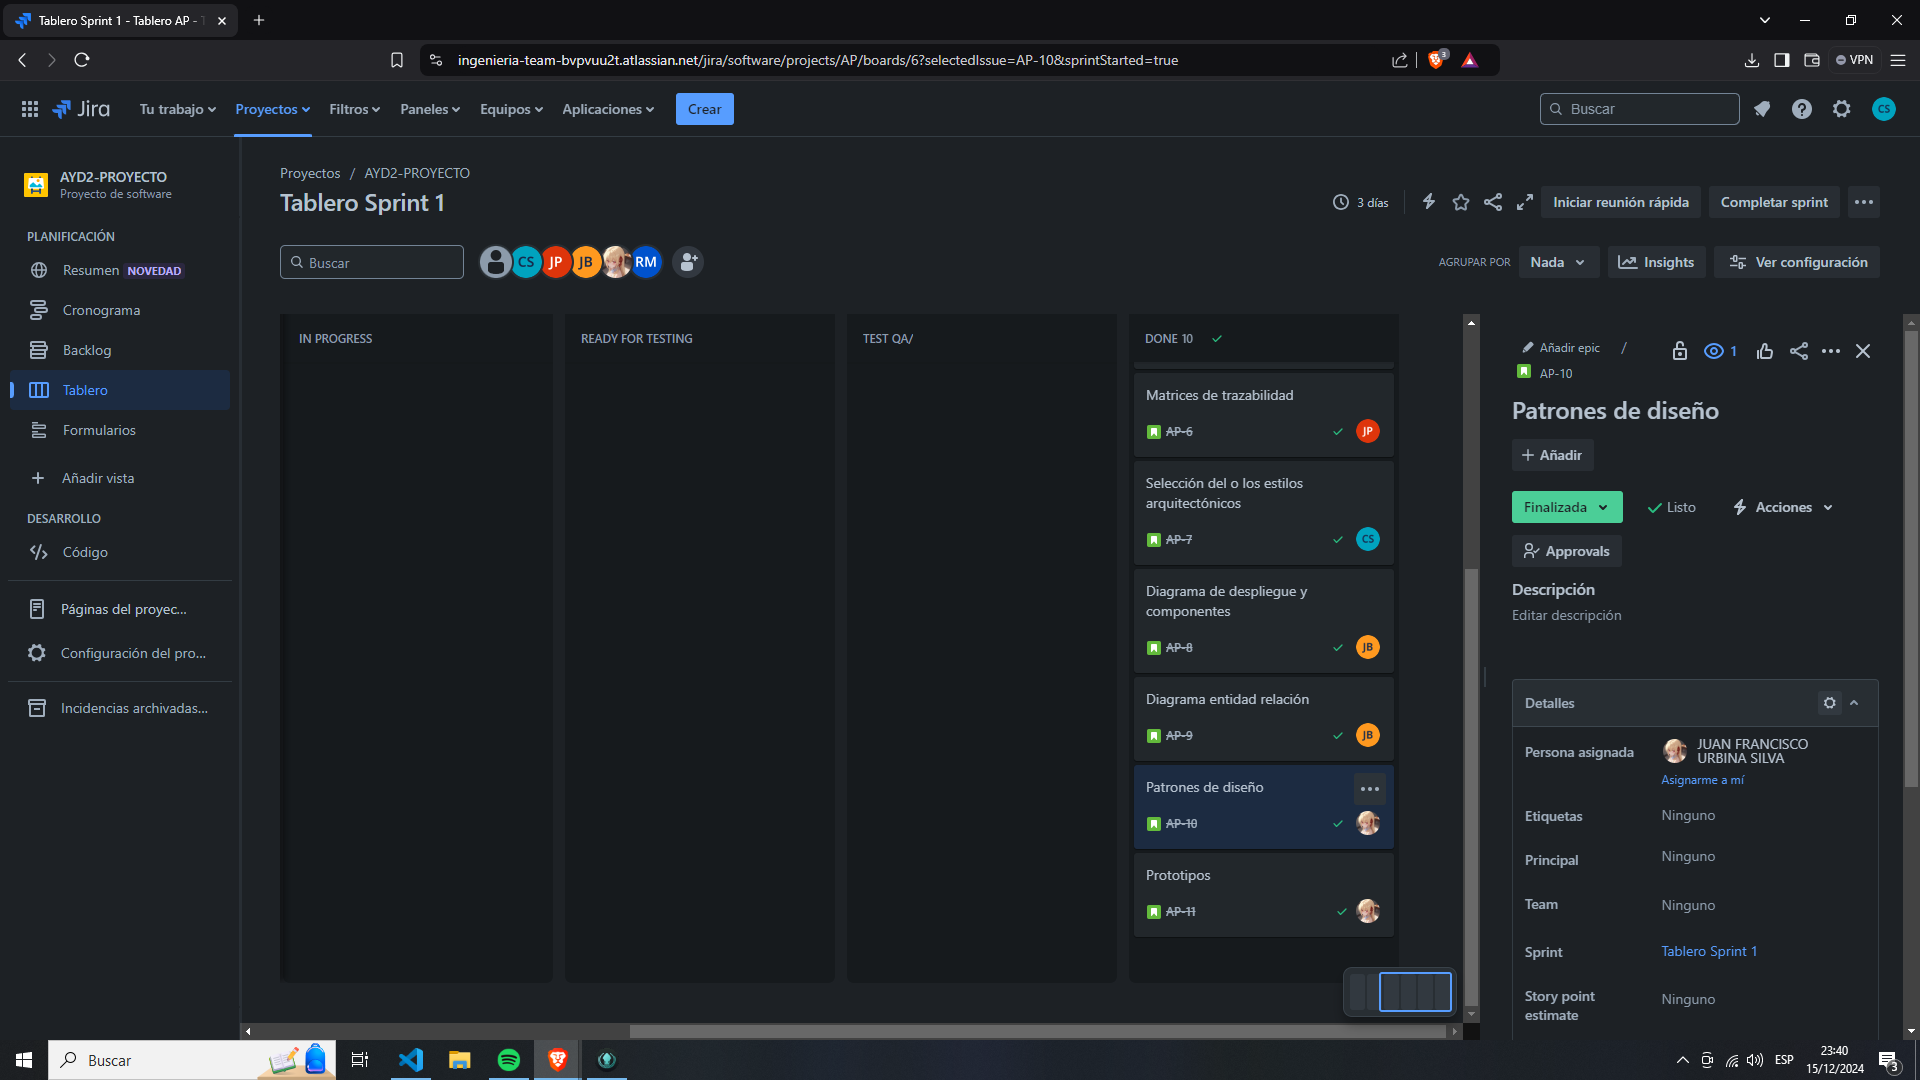 Tablero Sprint 1 - Tablero AP -
ingenieria-team-bvpvuu2t.atlassian.net/jira/software/projects/AP/boards/6?selectedIssue=AP-10&sprintStarted=true
3
VPN
Jira
Tu trabajo
Proyectos
Filtros
Paneles
Equipos
Aplicaciones
Crear
Buscar
CS
AYD2-PROYECTO
Proyecto de software
PLANIFICACIÓN
Resumen NOVEDAD
Cronograma
Backlog
Tablero
Formularios
Añadir vista
DESARROLLO
Código
Páginas del proyec...
Configuración del pro...
Incidencias archivadas...
Proyectos / AYD2-PROYECTO
Tablero Sprint 1
3 días
Iniciar reunión rápida
Completar sprint
Buscar
CS
JP
JB
RM
AGRUPAR POR
Nada
Insights
Ver configuración
IN PROGRESS
READY FOR TESTING
TEST QA/
DONE 10
Matrices de trazabilidad
AP-6
JP
Selección del o los estilos
arquitectónicos
AP-7
CS
Diagrama de despliegue y
componentes
AP-8
JB
Diagrama entidad relación
AP-9
JB
Patrones de diseño
AP-10
Prototipos
AP-11
Añadir epic /
1
AP-10
Patrones de diseño
Añadir
Finalizada
Listo
Acciones
Approvals
Descripción
Editar descripción
Detalles
Persona asignada
JUAN FRANCISCO
URBINA SILVA
Asignarme a mí
Etiquetas
Ninguno
Principal
Ninguno
Team
Ninguno
Sprint
Tablero Sprint 1
Story point
estimate
Ninguno
Buscar
ESP
23:40
15/12/2024
3